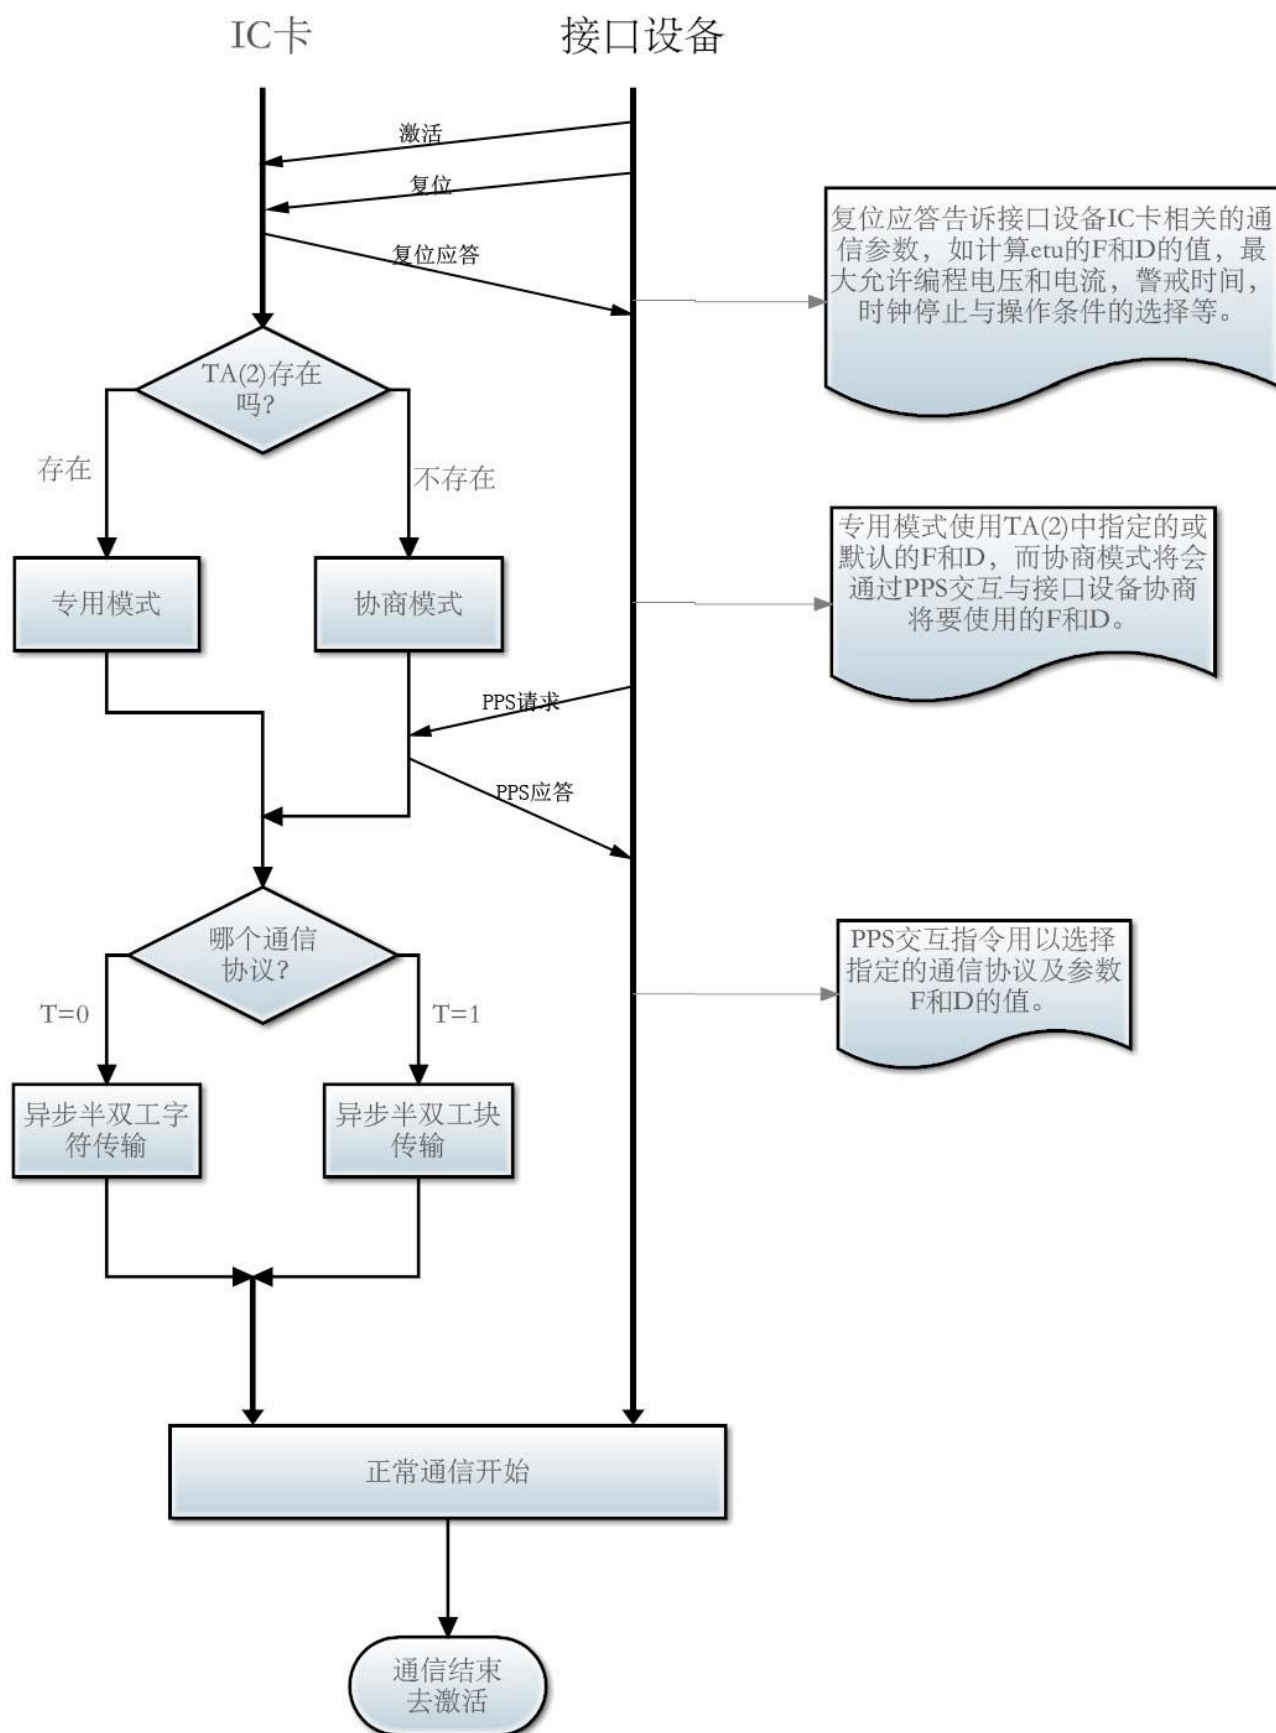 IC卡
接口设备
激活
复位
复位应答
复位应答告诉接口设备IC卡相关的通
信参数，如计算etu的F和D的值，最
大允许编程电压和电流，警戒时间，
时钟停止与操作条件的选择等。
TA(2)存在
吗？
存在
不存在
专用模式
协商模式
专用模式使用TA(2)中指定的或
默认的F和D，而协商模式将会
通过PPS交互与接口设备协商
将要使用的F和D。
PPS请求
PPS应答
哪个通信
协议？
T=0
T=1
PPS交互指令用以选择
指定的通信协议及参数
F和D的值。
异步半双工字
符传输
异步半双工块
传输
正常通信开始
通信结束
去激活